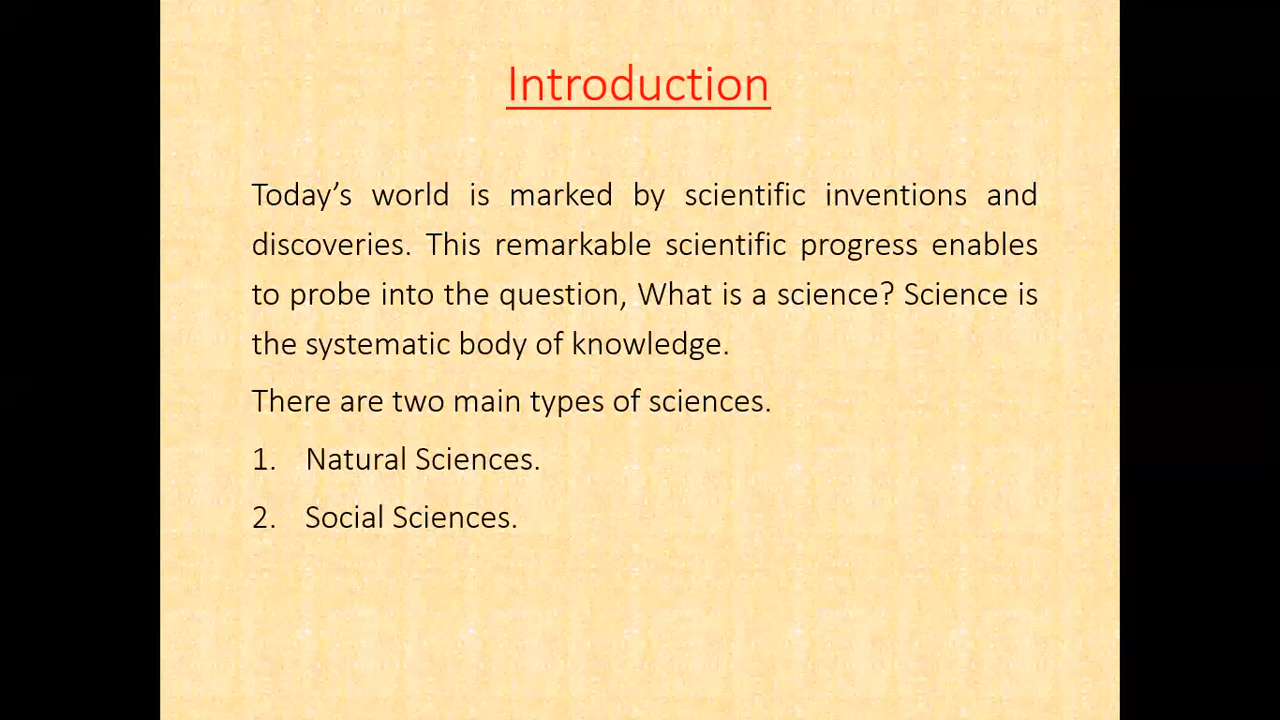 Introduction
Today’s world is marked by scientific inventions and
discoveries. This remarkable scientific progress enables
to probe into the question, What is a science? Science is
the systematic body of knowledge.
There are two main types of sciences.
1. Natural Sciences.
2. Social Sciences.